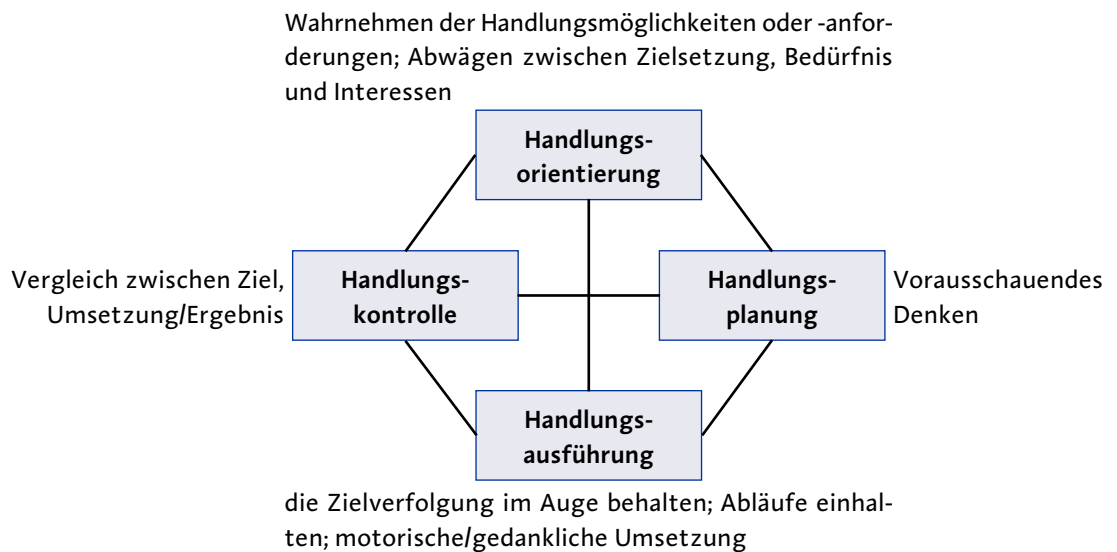 Wahrnehmen der Handlungsmöglichkeiten oder -anfor-
derungen; Abwägen zwischen Zielsetzung, Bedürfnis
und Interessen
Handlungs-
orientierung
Vergleich zwischen Ziel,
Umsetzung/Ergebnis
Handlungs-
kontrolle
Handlungs-
planung
Vorausschauendes
Denken
Handlungs-
ausführung
die Zielverfolgung im Auge behalten; Abläufe einhal-
ten; motorische/gedankliche Umsetzung